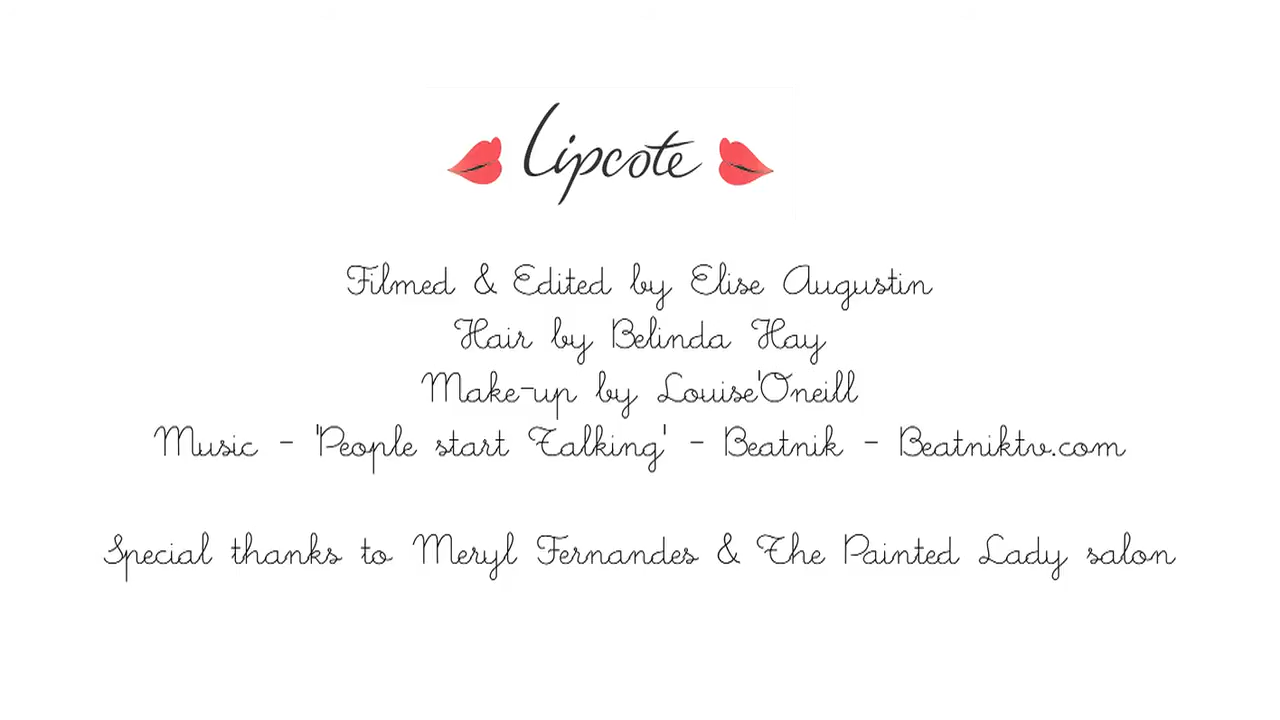 Lipcote
Filmed & Edited by Elise Augustin
Hair by Belinda Hay
Make-up by Louise'Oneill
Music - 'People start Talking' - Beatnik - Beatniktv.com
Special thanks to Meryl Fernandes & The Painted Lady salon